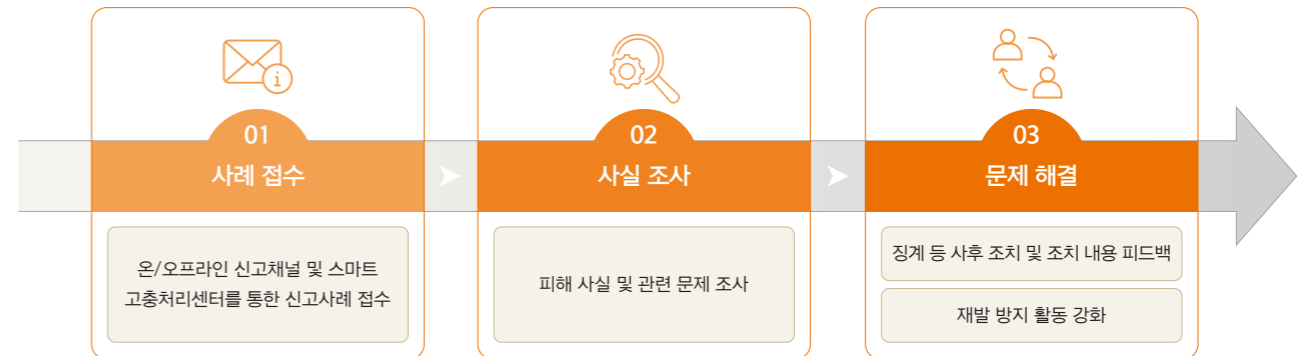 01
사례 접수
온/오프라인 신고채널 및 스마트
고충처리센터를 통한 신고사례 접수
02
사실 조사
피해 사실 및 관련 문제 조사
03
문제 해결
징계 등 사후 조치 및 조치 내용 피드백
재발 방지 활동 강화